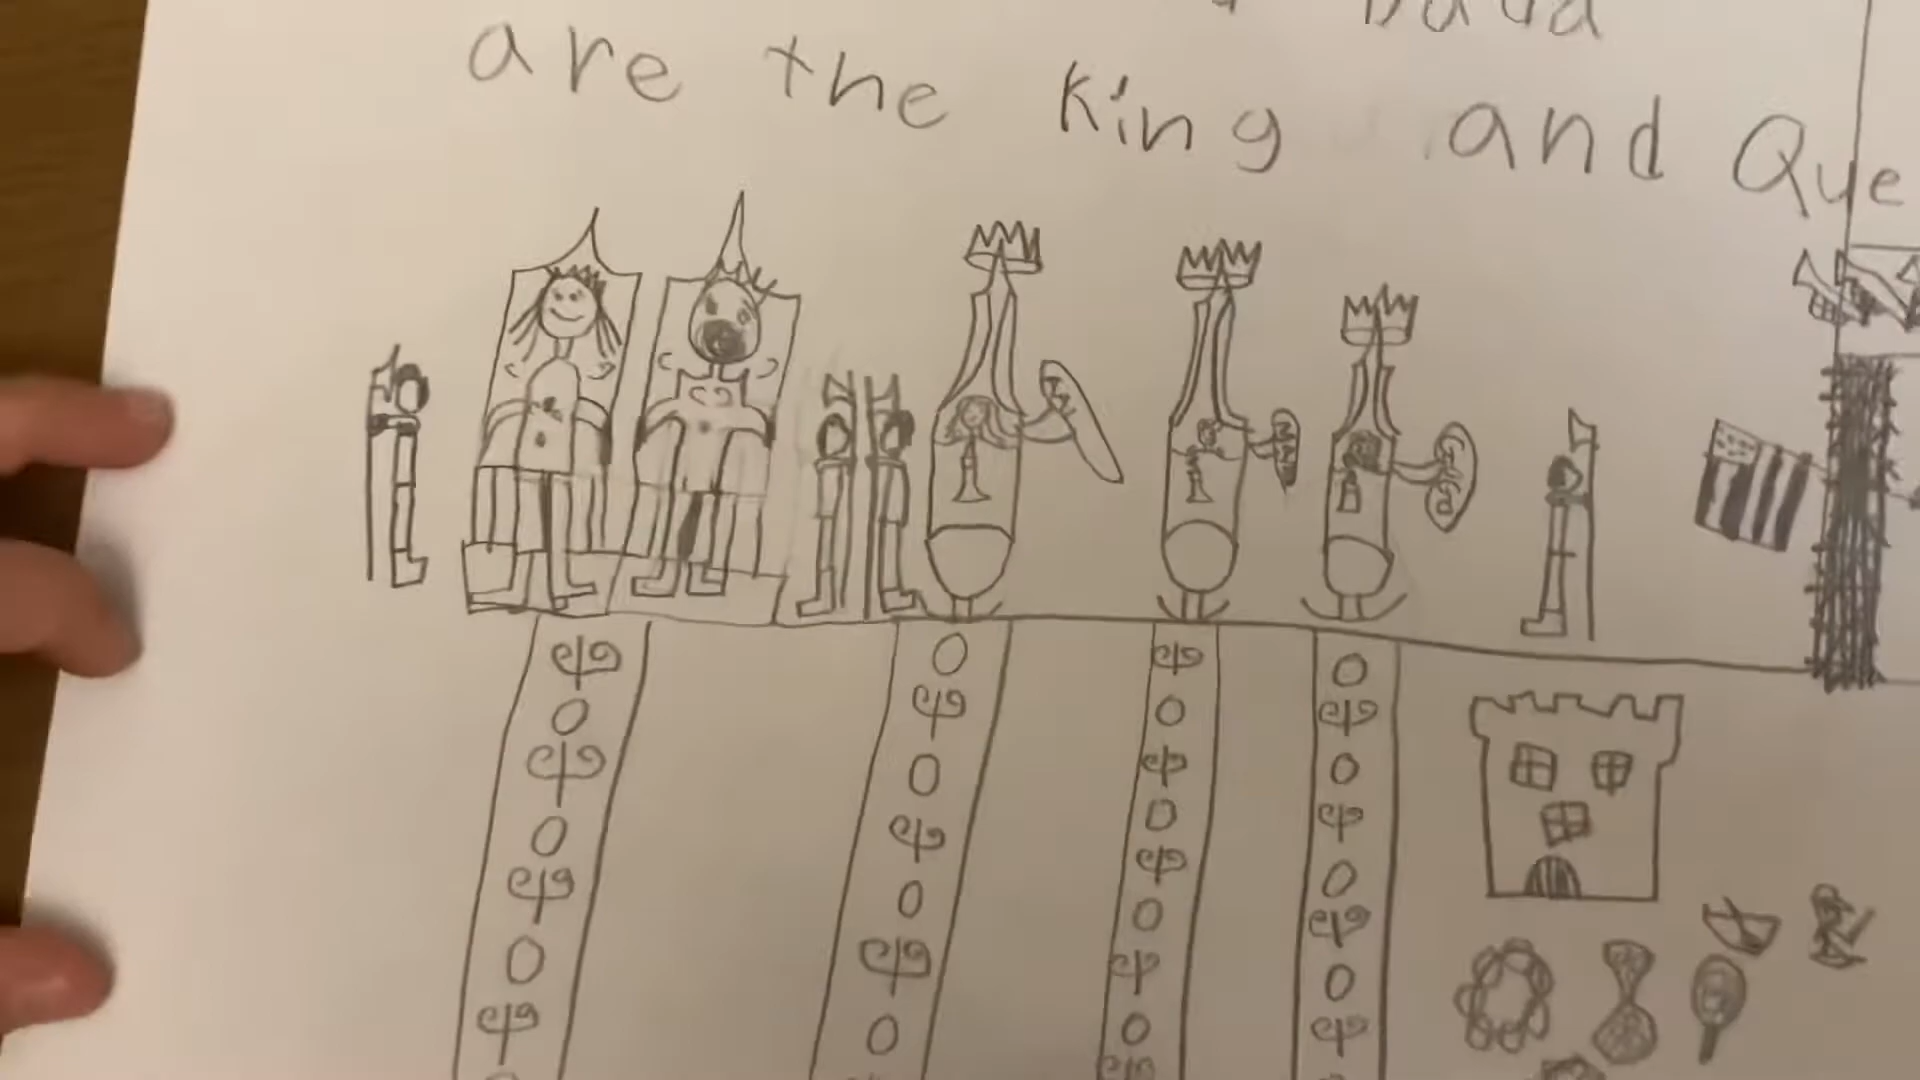 are the King and Que